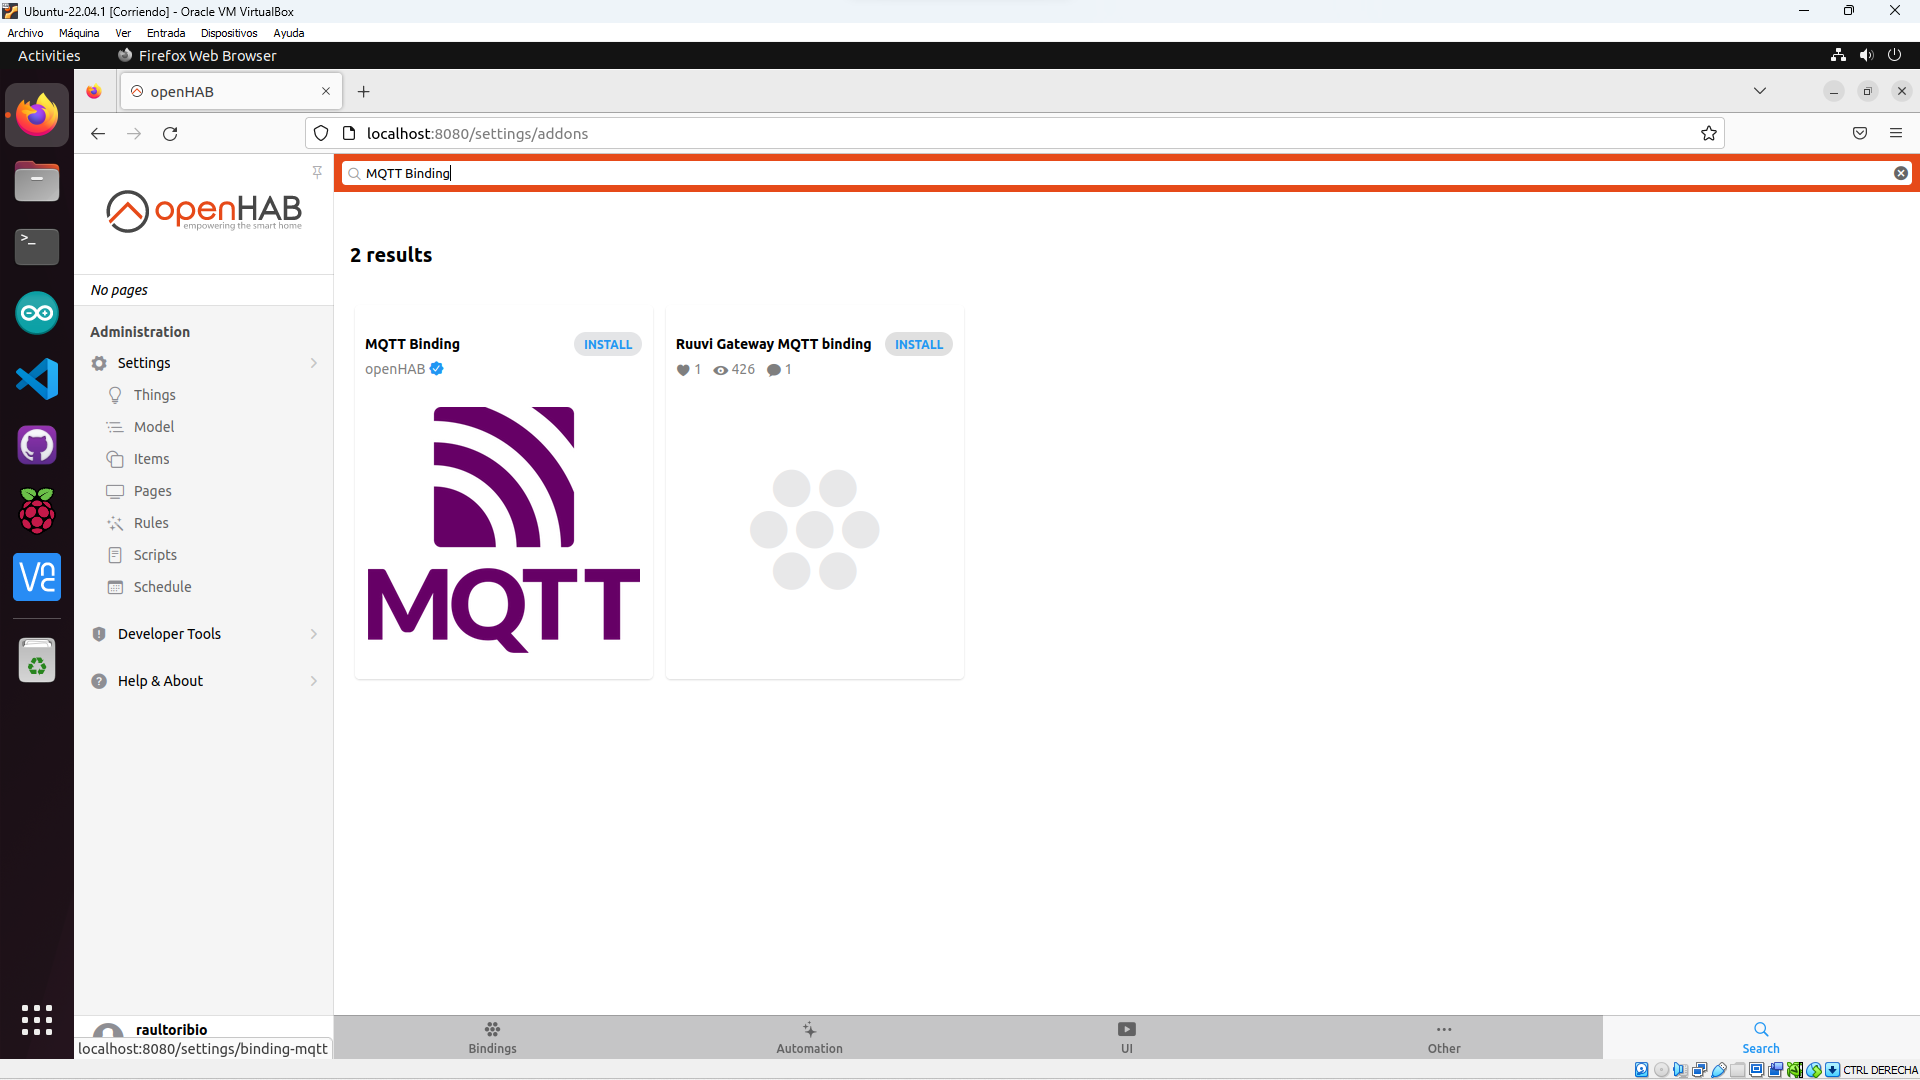 Ubuntu-22.04.1 [Corriendo] - Oracle VM VirtualBox
Archivo Máquina Ver Entrada Dispositivos Ayuda
Activities Firefox Web Browser
openHAB
localhost:8080/settings/addons
MQTT Binding
openHAB
empowering the smart home
No pages
Administration
Settings
Things
Model
Items
Pages
Rules
Scripts
Schedule
Developer Tools
Help & About
raultoribio
localhost:8080/settings/binding-mqtt
2 results
MQTT Binding INSTALL
openHAB
MQTT
Ruuvi Gateway MQTT binding INSTALL
1 426 1
Bindings Automation UI Other Search
CTRL DERECHA